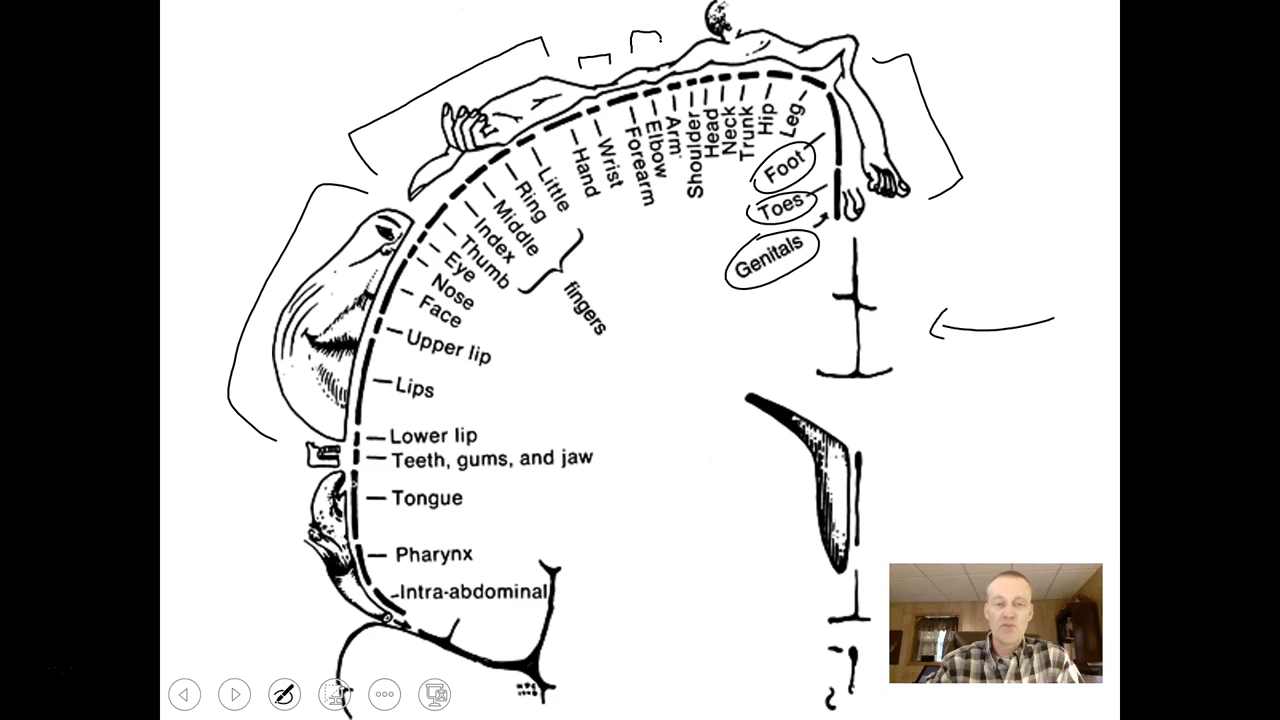 Genitals
Toes
Foot
Leg
Hip
Trunk
Neck
Head
Shoulder
Arm
Elbow
Forearm
Wrist
Hand
Little
Ring
Middle
Index
Thumb
fingers
Eye
Nose
Face
Upper lip
Lips
Lower lip
Teeth, gums, and jaw
Tongue
Pharynx
Intra-abdominal